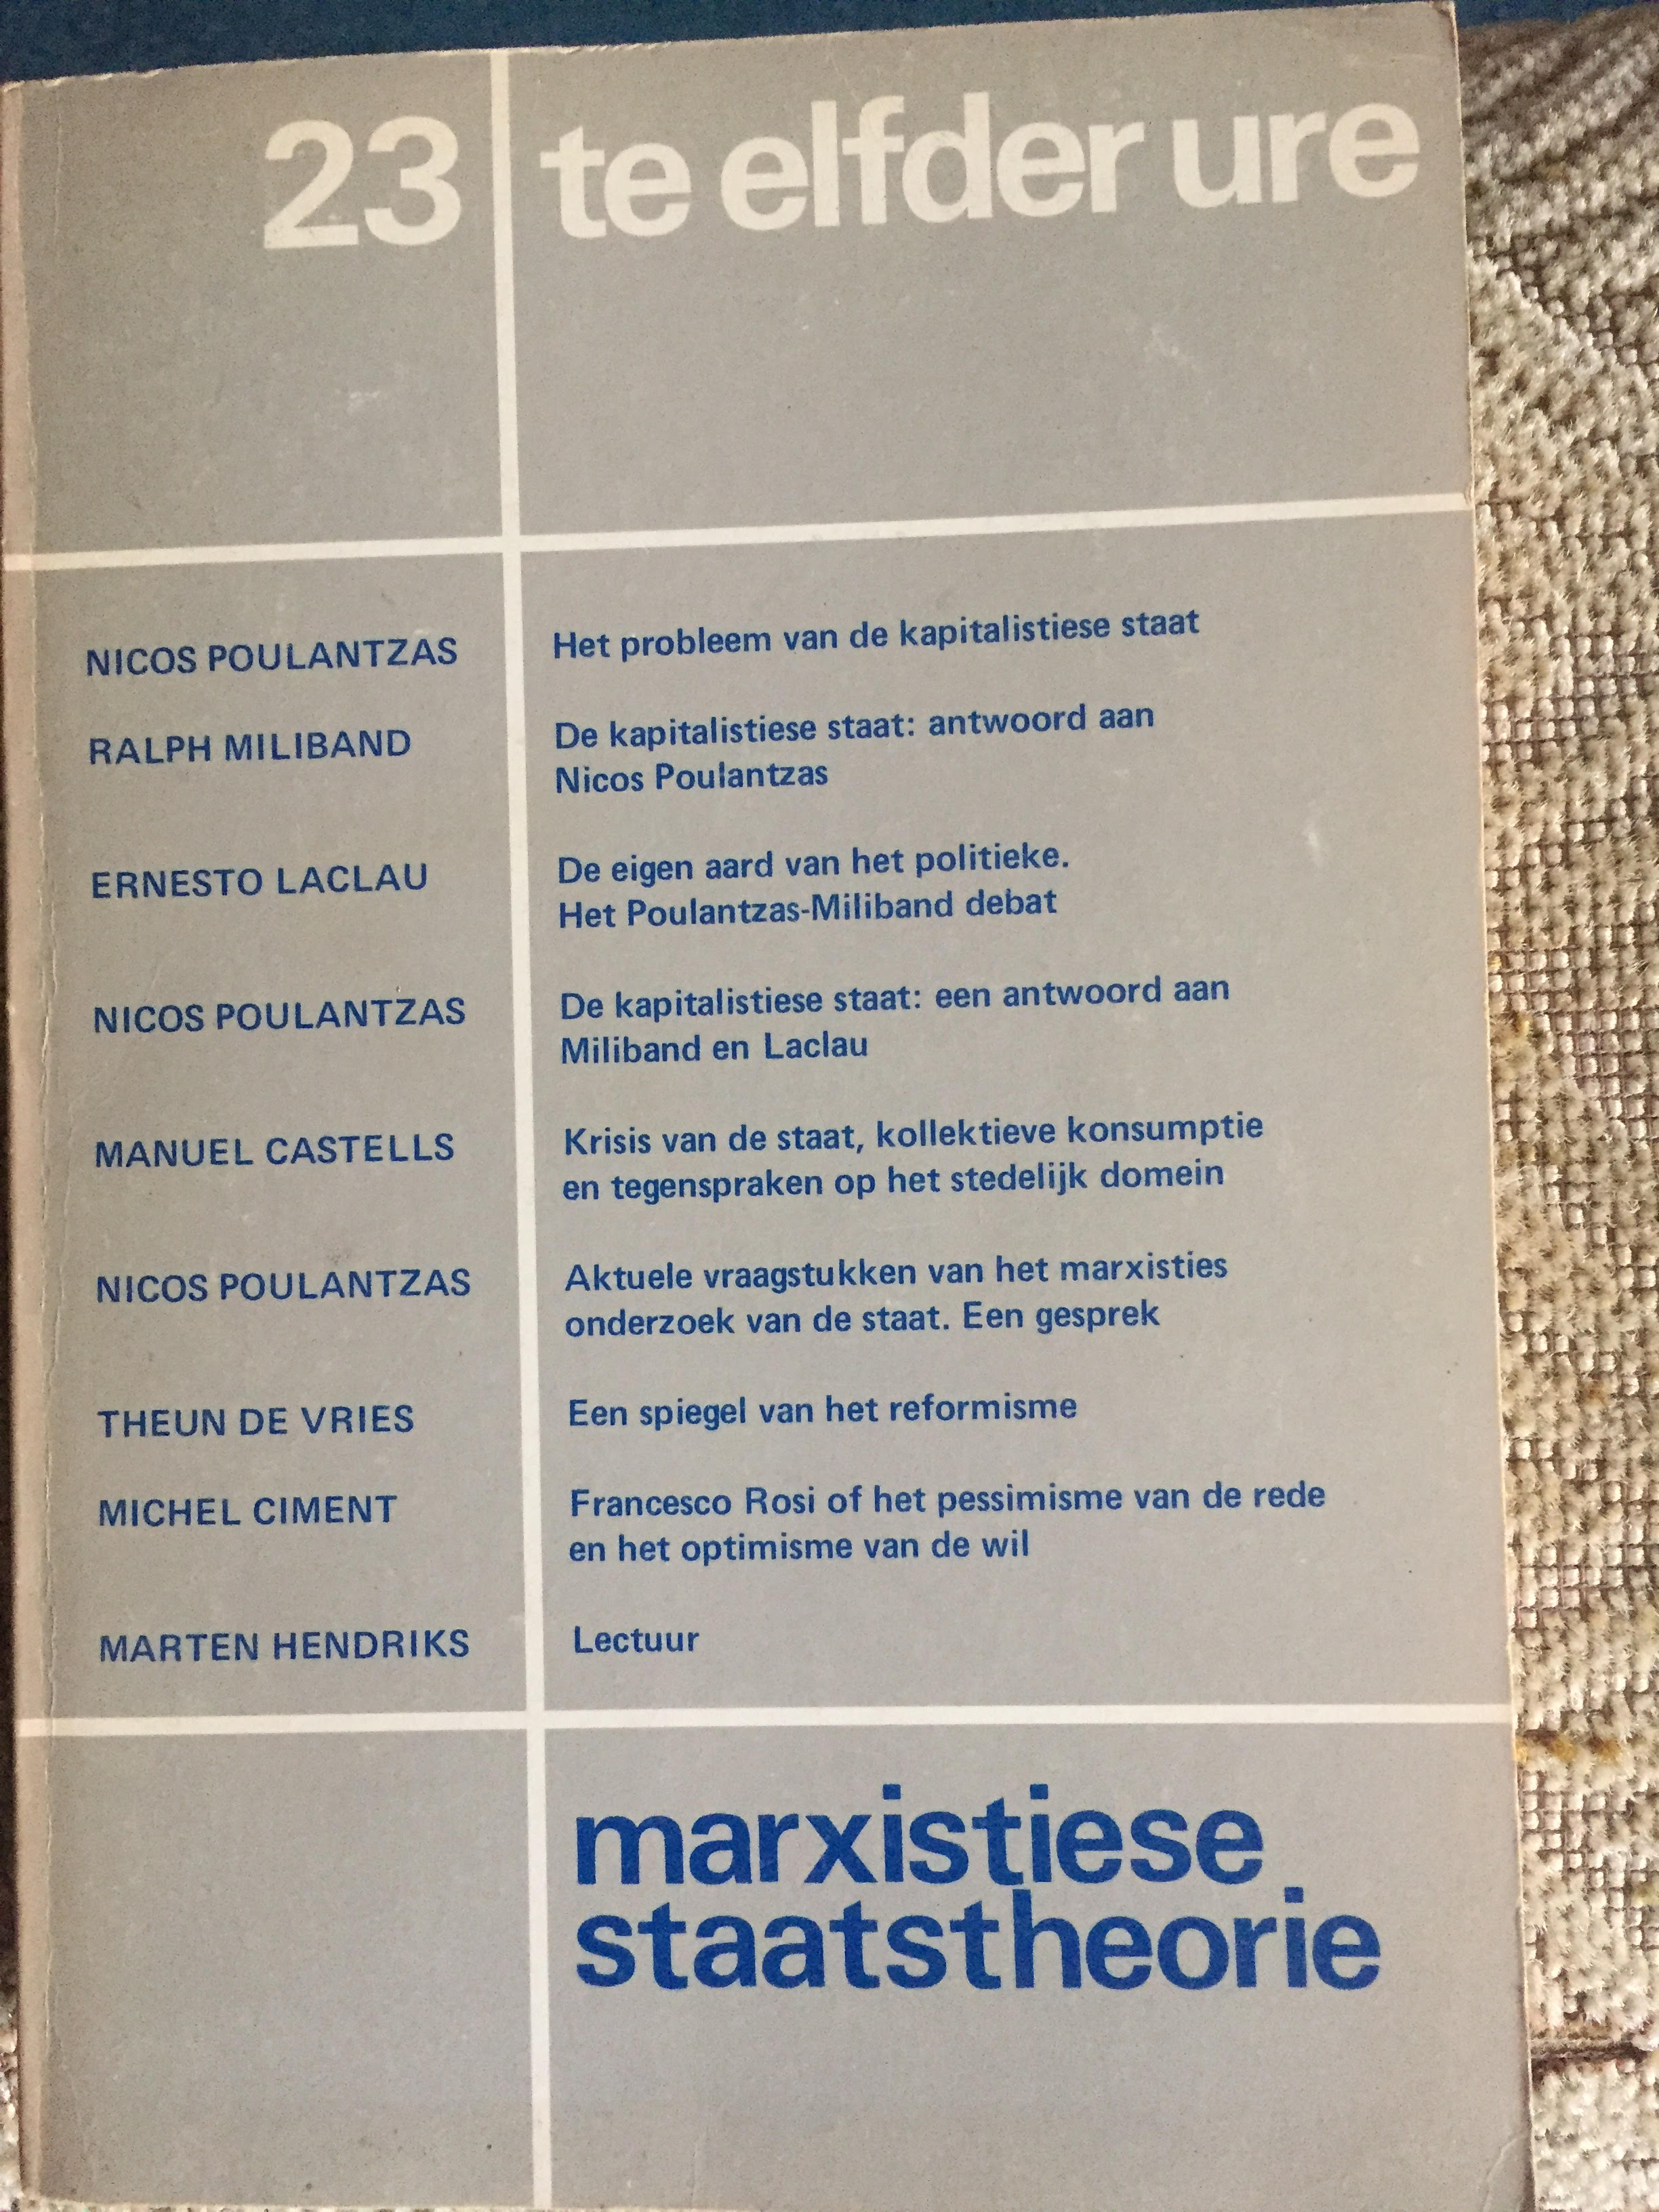 23 te elfder ure
NICOS POULANTZAS Het probleem van de kapitalistiese staat
RALPH MILIBAND De kapitalistiese staat: antwoord aan
Nicos Poulantzas
ERNESTO LACLAU De eigen aard van het politieke.
Het Poulantzas-Miliband debat
NICOS POULANTZAS De kapitalistiese staat: een antwoord aan
Miliband en Laclau
MANUEL CASTELLS Krisis van de staat, kollektieve konsumptie
en tegenspraken op het stedelijk domein
NICOS POULANTZAS Aktuele vraagstukken van het marxisties
onderzoek van de staat. Een gesprek
THEUN DE VRIES Een spiegel van het reformisme
MICHEL CIMENT Francesco Rosi of het pessimisme van de rede
en het optimisme van de wil
MARTEN HENDRIKS Lectuur
marxistiese
staatstheorie